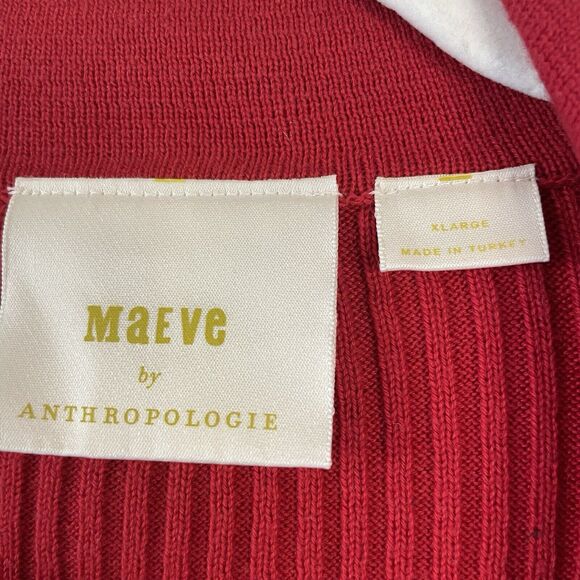 MaEVe
by
ANTHROPOLOGIE
XLARGE
MADE IN TURKEY